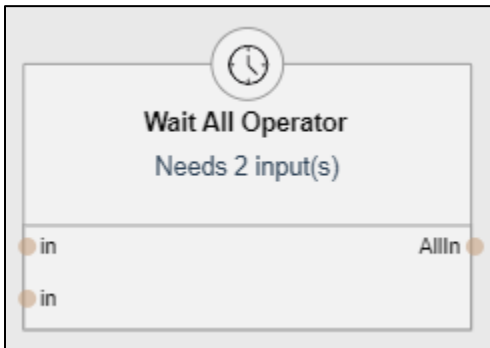 Wait All Operator
Needs 2 input(s)
in AllIn
in